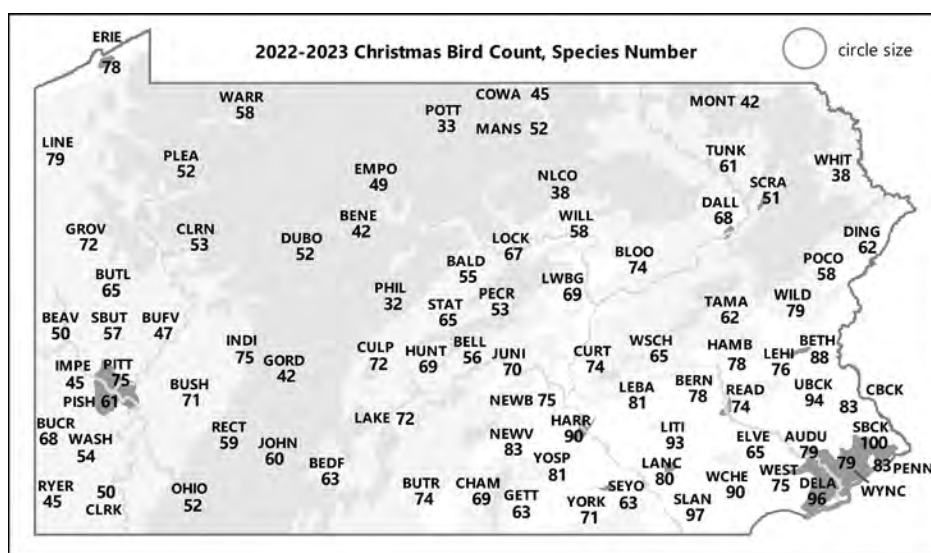 ERIE
78
2022-2023 Christmas Bird Count, Species Number
circle size
WARR
58
POTT
33
COWA 45
MANS 52
MONT 42
LINE
79
PLEA
52
EMPO
49
NLCO
38
TUNK
61
SCRA
51
WHIT
38
DALL
68
GROV
72
CLRN
53
DUBO
52
BENE
42
LOCK
67
WILL
58
BLOO
74
DING
62
POCO
58
BUTL
65
BALD
55
PHIL
32
STAT
65
PECR
53
LWBG
69
TAMA
62
WILD
79
BEAV
50
SBUT
57
BUFV
47
INDI
75
GORD
42
CULP
72
HUNT
69
BELL
56
JUNI
70
CURT
74
WSCH
65
HAMB
78
LEHI
76
BETH
88
IMPE
45
PITT
75
PISH 61
BUSH
71
LAKE 72
NEWB 75
LEBA
81
BERN
78
READ
74
UBCK
94
CBCK
83
BUCR
68
WASH
54
RECT
59
JOHN
60
BEDF
63
NEWV
83
HARR
90
YOSP
81
LITI
93
ELVE
65
AUDU
79
SBCK
100
RYER
45
50
CLRK
OHIO
52
BUTR
74
CHAM
69
GETT
63
YORK
71
SEYO
63
LANC
80
SLAN
97
WCHE
90
WEST
75
DELA
96
79
WYNC
83 PENN